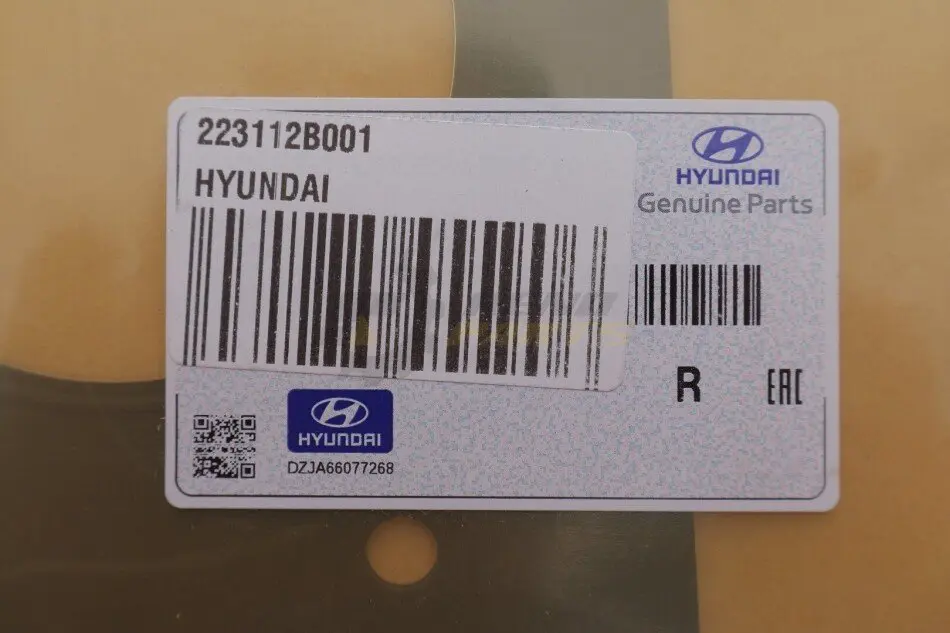 223112B001
HYUNDAI
HYUNDAI
Genuine Parts
R
EAC
HYUNDAI
DZJA66077268